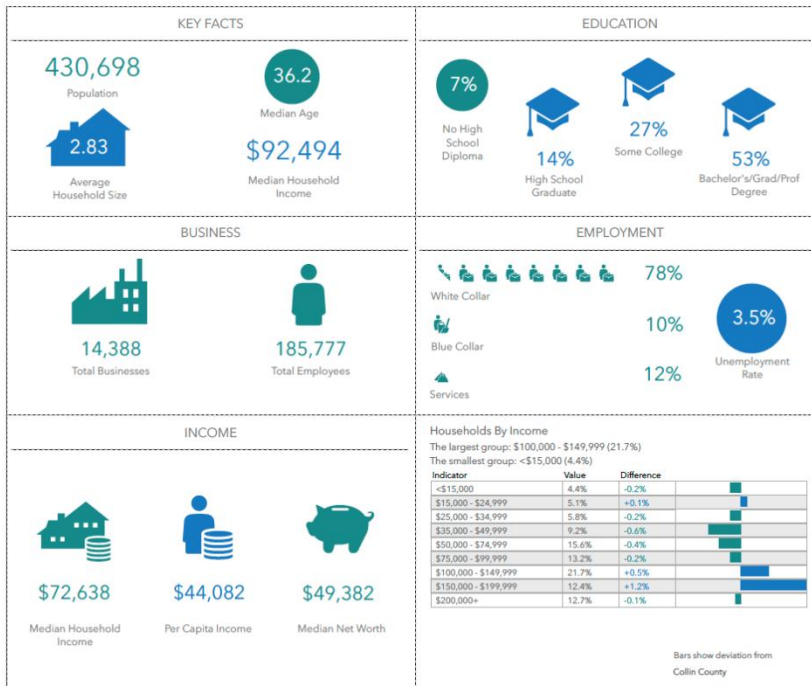 KEY FACTS
430,698
Population
36.2
Median Age
2.83
Average
Household Size
$92,494
Median Household
Income
EDUCATION
7%
No High
School
Diploma
14%
High School
Graduate
27%
Some College
53%
Bachelor's/Grad/Prof
Degree
BUSINESS
14,388
Total Businesses
185,777
Total Employees
EMPLOYMENT
White Collar
78%
Blue Collar
10%
Services
12%
3.5%
Unemployment
Rate
INCOME
$72,638
Median Household
Income
$44,082
Per Capita Income
$49,382
Median Net Worth
Households By Income
The largest group: $100,000 - $149,999 (21.7%)
The smallest group: <$15,000 (4.4%)
Indicator Value Difference
<$15,000 4.4% -0.2%
$15,000 - $24,999 5.1% +0.1%
$25,000 - $34,999 5.8% -0.2%
$35,000 - $49,999 9.2% -0.6%
$50,000 - $74,999 15.6% -0.4%
$75,000 - $99,999 13.2% -0.2%
$100,000 - $149,999 21.7% +0.5%
$150,000 - $199,999 12.4% +1.2%
$200,000+ 12.7% -0.1%
Bars show deviation from
Collin County